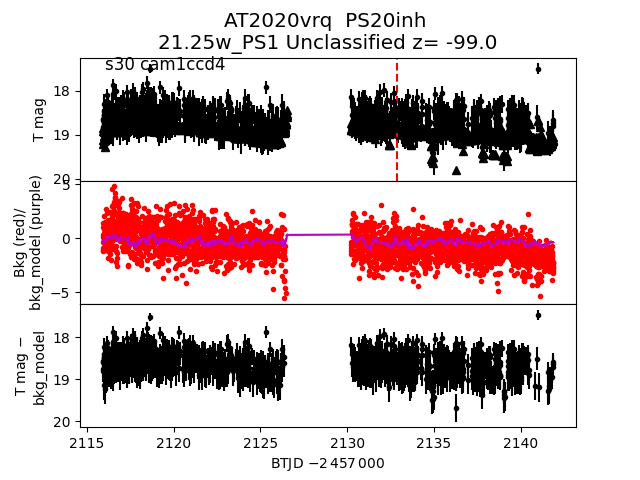 AT2020vrq  PS20inh
21.25w_PS1 Unclassified z= -99.0
s30 cam1ccd4
18
19
20
T mag
5
0
−5
Bkg (red)/
bkg_model (purple)
18
19
20
T mag −
bkg_model
2115
2120
2125
2130
2135
2140
BTJD −2 457 000